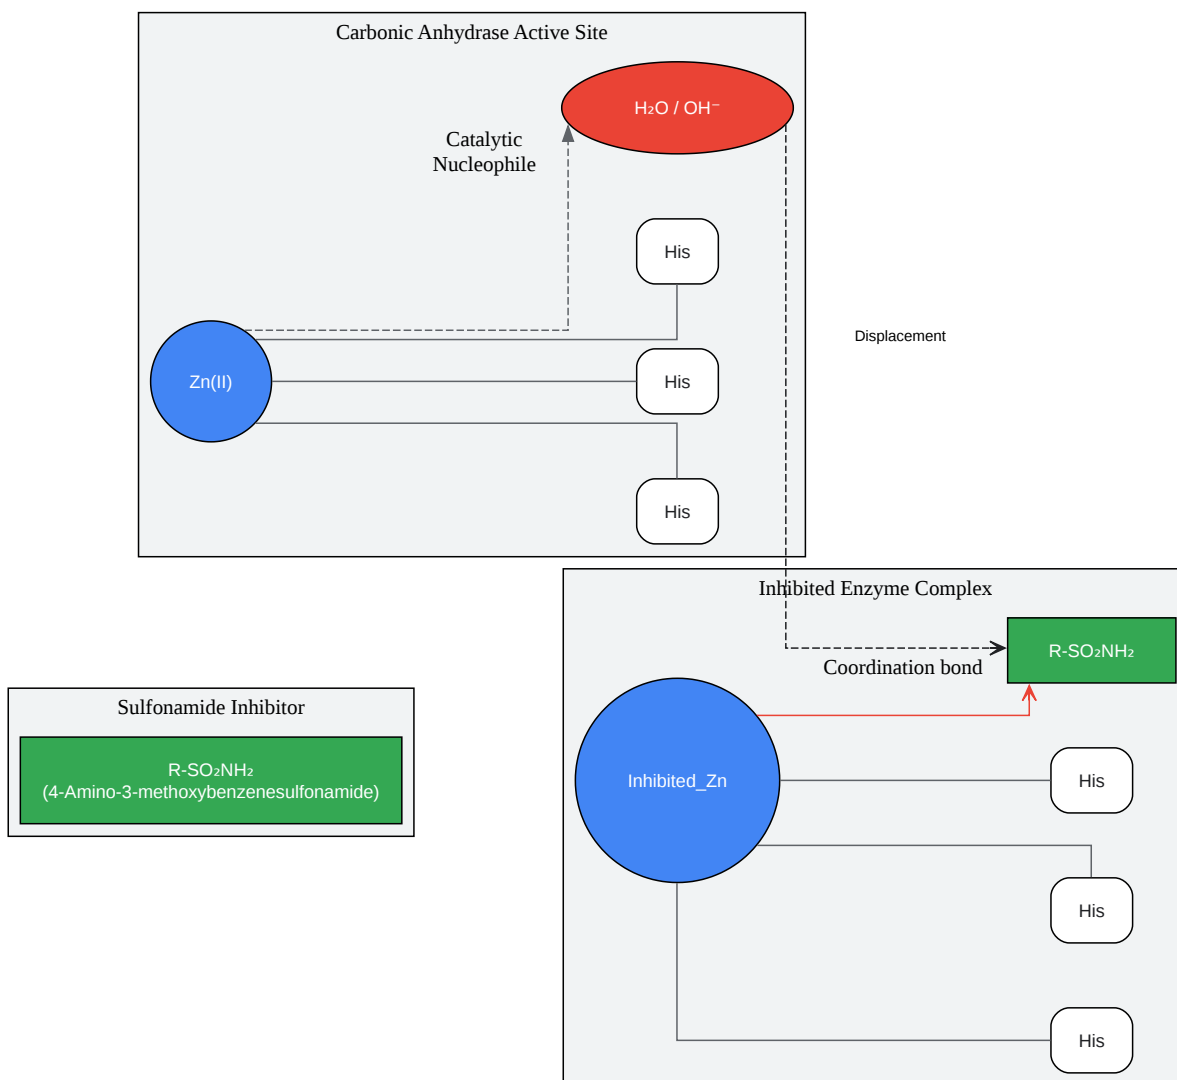 Carbonic Anhydrase Active Site
H₂O / OH⁻
Catalytic
Nucleophile
His
Displacement
Zn(II)
His
His
Inhibited Enzyme Complex
R-SO₂NH₂
Coordination bond
Sulfonamide Inhibitor
R-SO₂NH₂
(4-Amino-3-methoxybenzenesulfonamide)
Inhibited_Zn
His
His
His